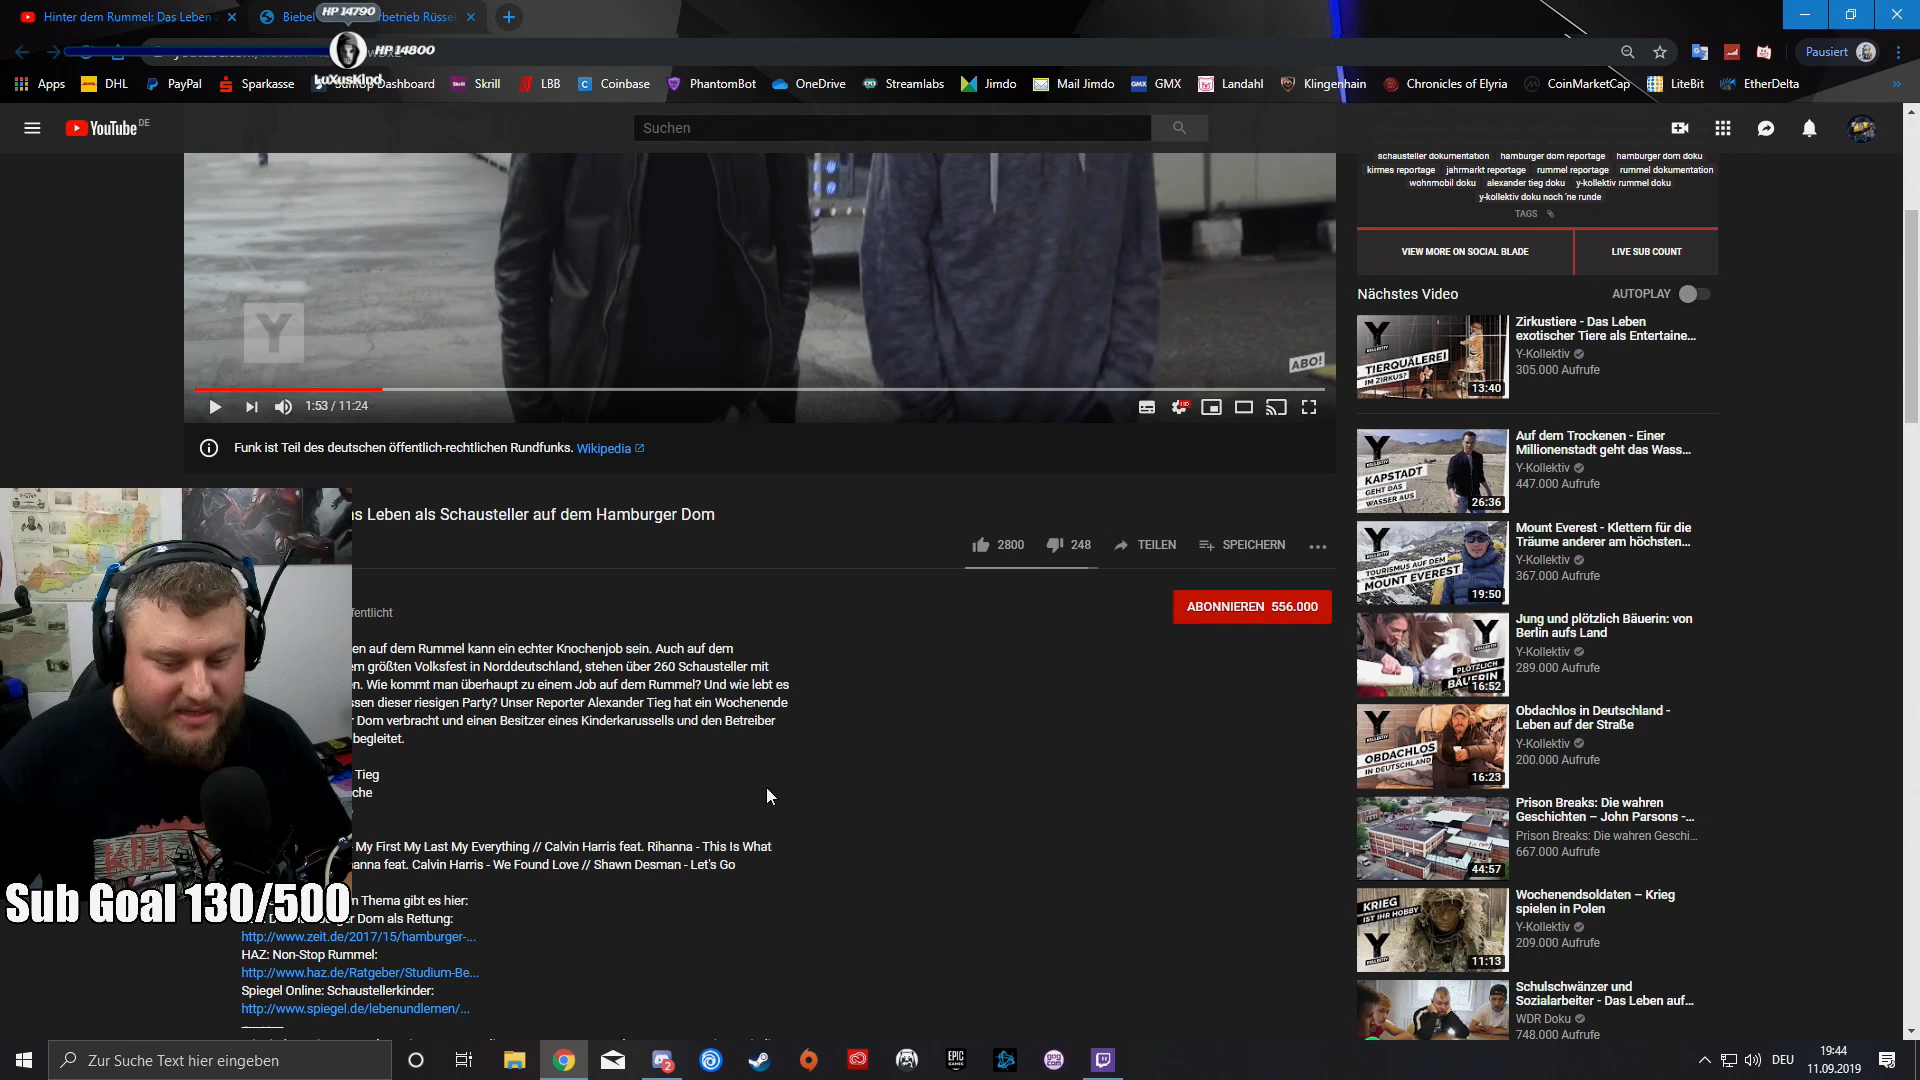 Hinter dem Rummel: Das Leben
Biebel
rbetrieb Rüsse
HP 14790
HP 14800
LuXusKind
Pausiert
Apps
DHL
PayPal
Sparkasse
SumUp Dashboard
Skrill
LBB
Coinbase
PhantomBot
OneDrive
Streamlabs
Jimdo
Mail Jimdo
GMX
Landahl
Klingenhain
Chronicles of Elyria
CoinMarketCap
LiteBit
EtherDelta
YouTube DE
Suchen
schausteller dokumentation hamburger dom reportage hamburger dom doku
kirmes reportage jahrmarkt reportage rummel reportage rummel dokumentation
wohnmobil doku alexander tieg doku y-kollektiv rummel doku
y-kollektiv doku noch 'ne runde
TAGS
VIEW MORE ON SOCIAL BLADE
LIVE SUB COUNT
Nächstes Video
AUTOPLAY
Y
ABO!
1:53 / 11:24
HD
Funk ist Teil des deutschen öffentlich-rechtlichen Rundfunks. Wikipedia
s Leben als Schausteller auf dem Hamburger Dom
2800
248
TEILEN
SPEICHERN
fentlicht
ABONNIEREN 556.000
en auf dem Rummel kann ein echter Knochenjob sein. Auch auf dem
m größten Volksfest in Norddeutschland, stehen über 260 Schausteller mit
n. Wie kommt man überhaupt zu einem Job auf dem Rummel? Und wie lebt es
ssen dieser riesigen Party? Unser Reporter Alexander Tieg hat ein Wochenende
Dom verbracht und einen Besitzer eines Kinderkarussells und den Betreiber
begleitet.
Tieg
che
My First My Last My Everything // Calvin Harris feat. Rihanna - This Is What
anna feat. Calvin Harris - We Found Love // Shawn Desman - Let's Go
m Thema gibt es hier:
er Dom als Rettung:
http://www.zeit.de/2017/15/hamburger-...
HAZ: Non-Stop Rummel:
http://www.haz.de/Ratgeber/Studium-Be...
Spiegel Online: Schaustellerkinder:
http://www.spiegel.de/lebenundlernen/...
Sub Goal 130/500
Y KOLLEKTIV
TIERQUÄLEREI
IM ZIRKUS?
13:40
Zirkustiere - Das Leben
exotischer Tiere als Entertaine...
Y-Kollektiv
305.000 Aufrufe
Y KOLLEKTIV
KAPSTADT
GEHT DAS
WASSER AUS
26:36
Auf dem Trockenen - Einer
Millionenstadt geht das Wass...
Y-Kollektiv
447.000 Aufrufe
Y KOLLEKTIV
TOURISMUS AUF DEM
MOUNT EVEREST
19:50
Mount Everest - Klettern für die
Träume anderer am höchsten...
Y-Kollektiv
367.000 Aufrufe
Y
PLÖTZLICH
BÄUERIN
16:52
Jung und plötzlich Bäuerin: von
Berlin aufs Land
Y-Kollektiv
289.000 Aufrufe
Y KOLLEKTIV
OBDACHLOS
IN DEUTSCHLAND
16:23
Obdachlos in Deutschland -
Leben auf der Straße
Y-Kollektiv
200.000 Aufrufe
44:57
Prison Breaks: Die wahren
Geschichten – John Parsons -...
Prison Breaks: Die wahren Geschi...
667.000 Aufrufe
KRIEG
IST IHR HOBBY
Y KOLLEKTIV
11:13
Wochenendsoldaten – Krieg
spielen in Polen
Y-Kollektiv
209.000 Aufrufe
Schulschwänzer und
Sozialarbeiter - Das Leben auf...
WDR Doku
748.000 Aufrufe
Zur Suche Text hier eingeben
2
EPIC GAMES
gog com
DEU
19:44
11.09.2019